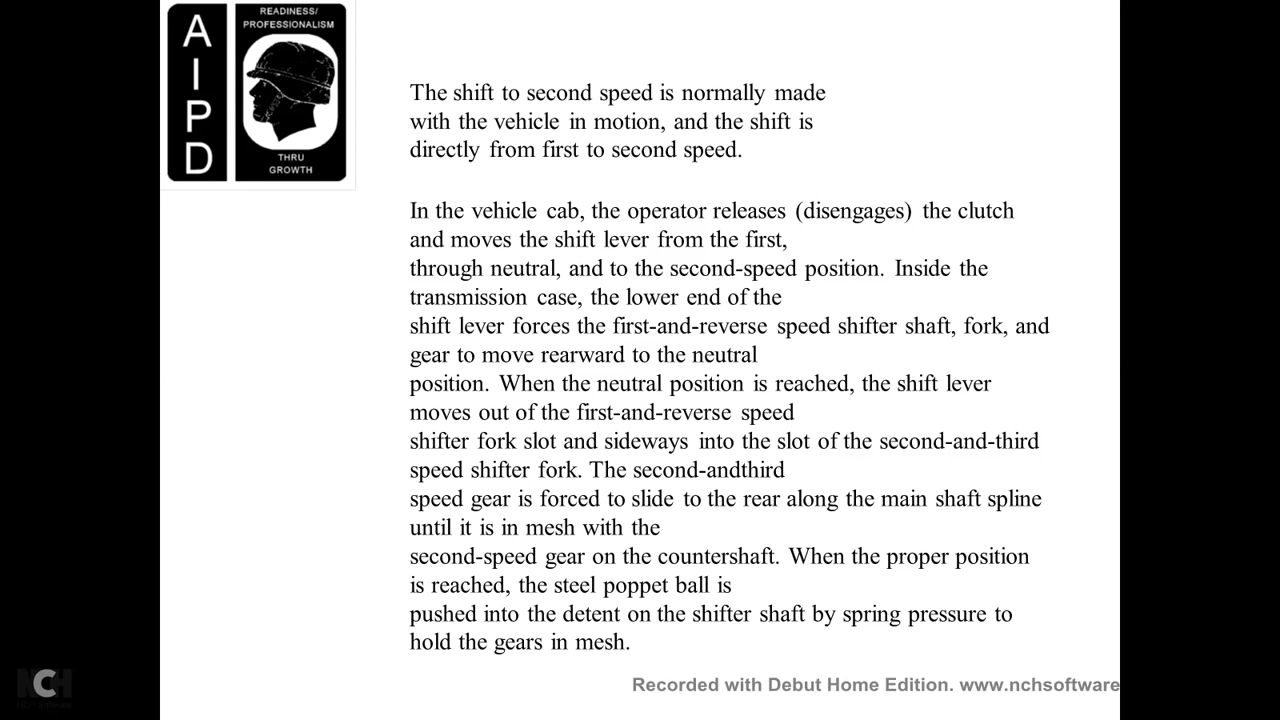 A
I
P
D
READINESS/
PROFESSIONALISM
THRU
GROWTH
The shift to second speed is normally made
with the vehicle in motion, and the shift is
directly from first to second speed.
In the vehicle cab, the operator releases (disengages) the clutch
and moves the shift lever from the first,
through neutral, and to the second-speed position. Inside the
transmission case, the lower end of the
shift lever forces the first-and-reverse speed shifter shaft, fork, and
gear to move rearward to the neutral
position. When the neutral position is reached, the shift lever
moves out of the first-and-reverse speed
shifter fork slot and sideways into the slot of the second-and-third
speed shifter fork. The second-andthird
speed gear is forced to slide to the rear along the main shaft spline
until it is in mesh with the
second-speed gear on the countershaft. When the proper position
is reached, the steel poppet ball is
pushed into the detent on the shifter shaft by spring pressure to
hold the gears in mesh.
Recorded with Debut Home Edition. www.nchsoftware
NCH
NCH Software